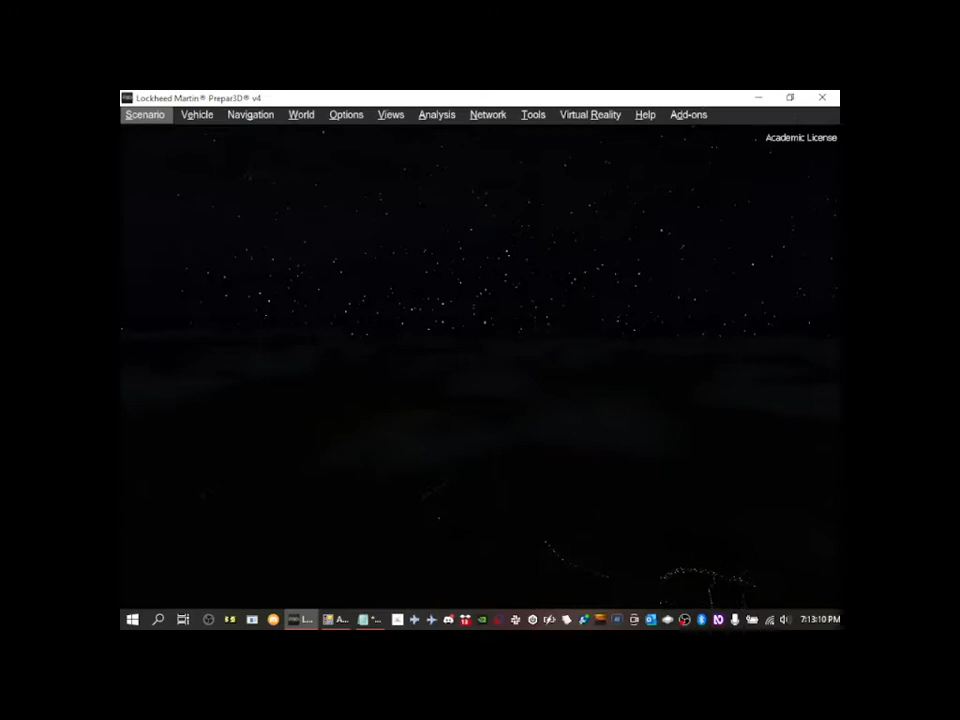 Lockheed Martin® Prepar3D® v4
Scenario Vehicle Navigation World Options Views Analysis Network Tools Virtual Reality Help Add-ons
Academic License
L... A... "... 7:13:10 PM